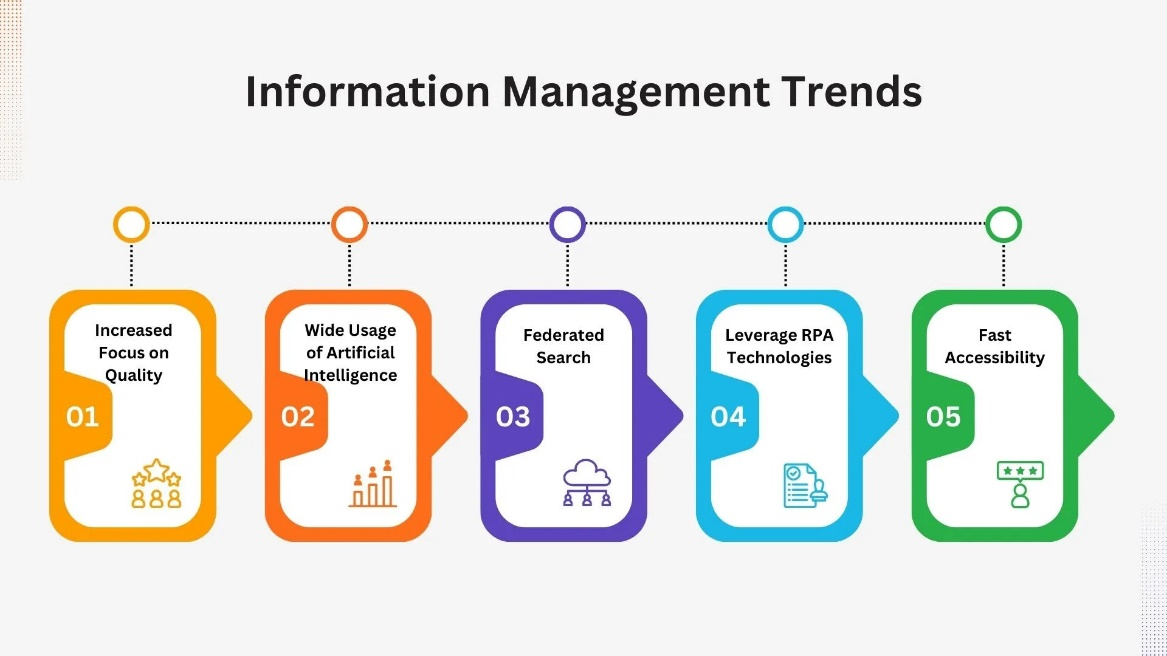 Information Management Trends
Increased
Focus on
Quality
01
Wide Usage
of Artificial
Intelligence
02
Federated
Search
03
Leverage RPA
Technologies
04
Fast
Accessibility
05